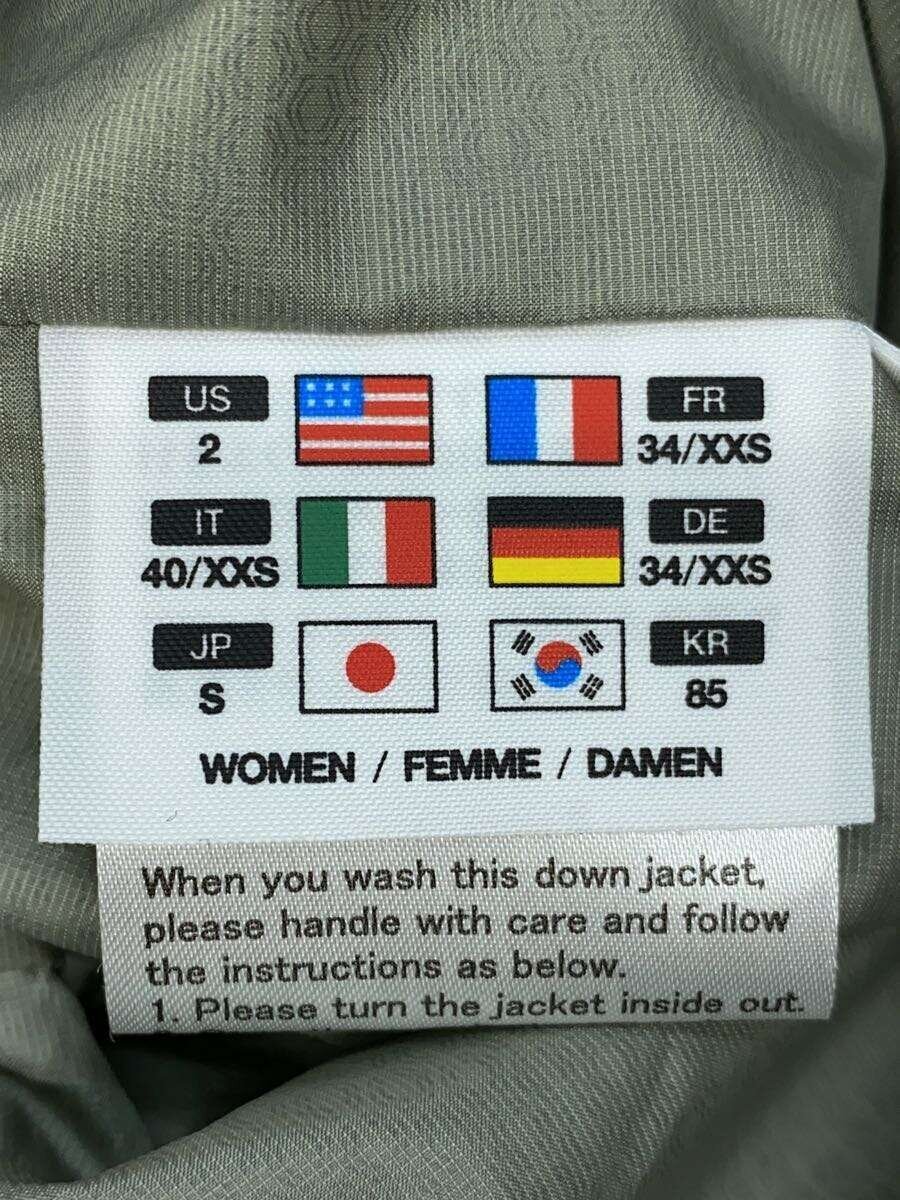 US FR
2 34/XXS
IT DE
40/XXS 34/XXS
JP KR
S 85
WOMEN / FEMME / DAMEN
When you wash this down jacket,
please handle with care and follow
the instructions as below.
1. Please turn the jacket inside out.